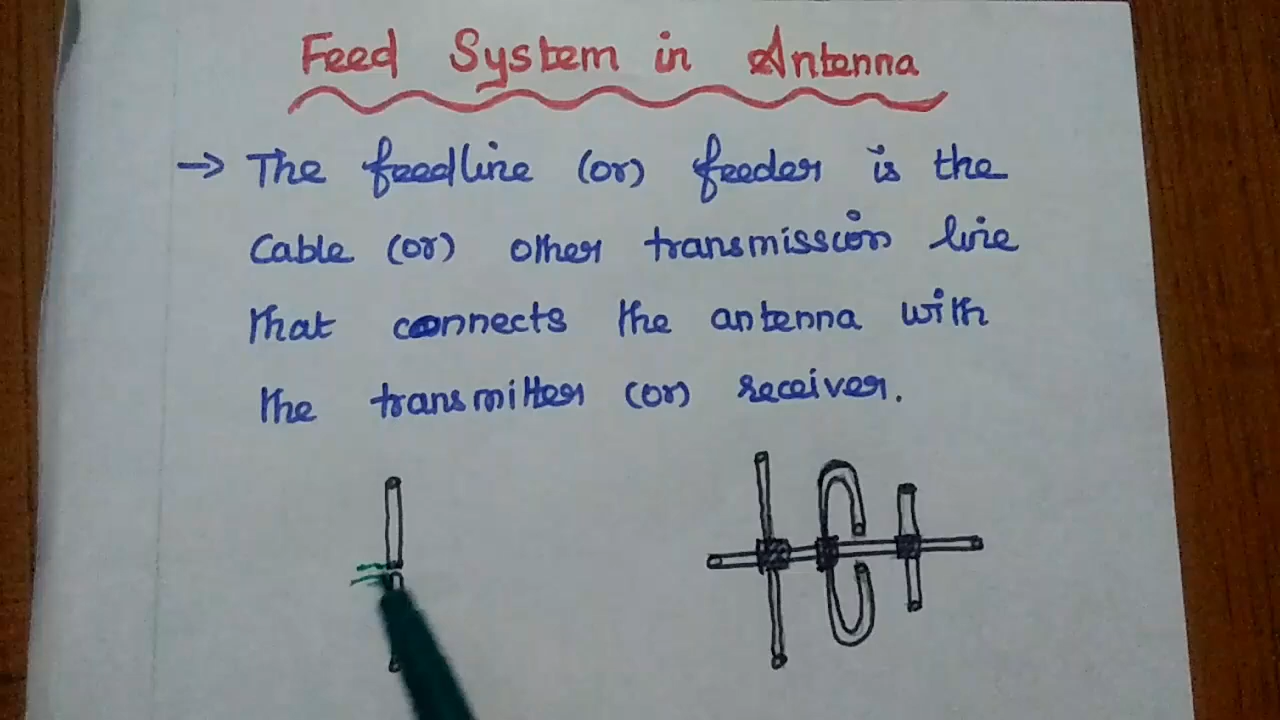 Feed System in Antenna
→ The feedline (or) feeder is the
Cable (or) other transmission line
that connects the antenna with
the transmitter (or) receiver.